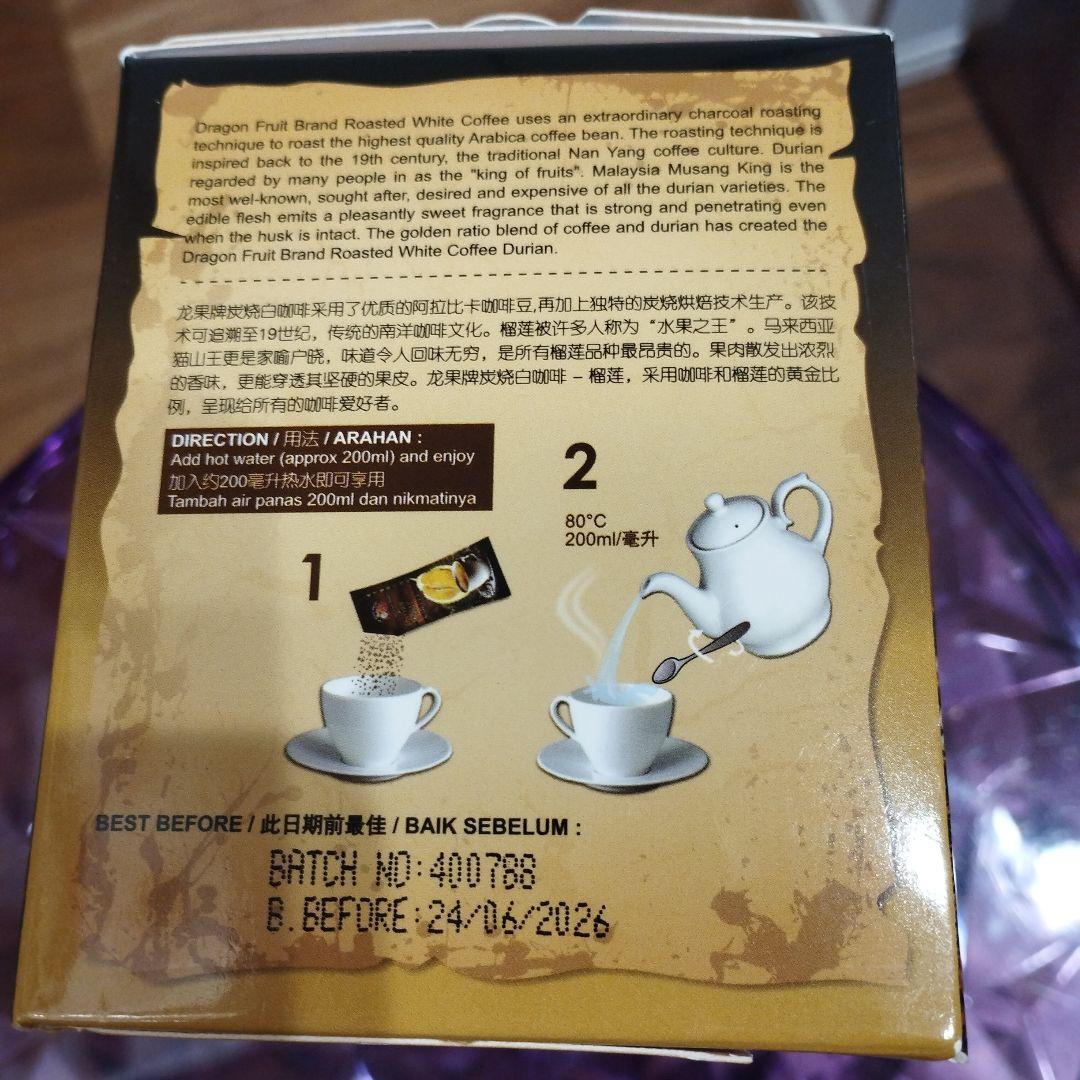 Dragon Fruit Brand Roasted White Coffee uses an extraordinary charcoal roasting
technique to roast the highest quality Arabica coffee bean. The roasting technique is
inspired back to the 19th century, the traditional Nan Yang coffee culture. Durian
regarded by many people in as the "king of fruits". Malaysia Musang King is the
most wel-known, sought after, desired and expensive of all the durian varieties. The
edible flesh emits a pleasantly sweet fragrance that is strong and penetrating even
when the husk is intact. The golden ratio blend of coffee and durian has created the
Dragon Fruit Brand Roasted White Coffee Durian.
龙果牌炭烧白咖啡采用了优质的阿拉比卡咖啡豆,再加上独特的炭烧烘焙技术生产。该技
术可追溯至19世纪，传统的南洋咖啡文化。榴莲被许多人称为“水果之王”。马来西亚
猫山王更是家喻户晓，味道令人回味无穷，是所有榴莲品种最昂贵的。果肉散发出浓烈
的香味，更能穿透其坚硬的果皮。龙果牌炭烧白咖啡 – 榴莲，采用咖啡和榴莲的黄金比
例，呈现给所有的咖啡爱好者。
DIRECTION / 用法 / ARAHAN :
Add hot water (approx 200ml) and enjoy
加入约200毫升热水即可享用
Tambah air panas 200ml dan nikmatinya
1
2
80°C
200ml/毫升
BEST BEFORE / 此日期前最佳 / BAIK SEBELUM :
BATCH NO:400788
B.BEFORE:24/06/2026